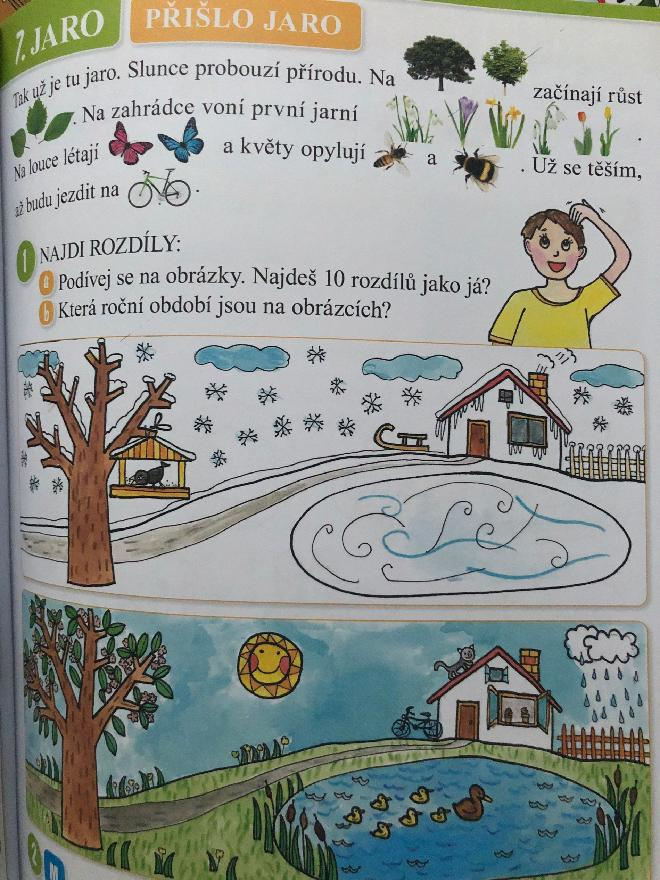 7. JARO
PŘIŠLO JARO
Tak už je tu jaro. Slunce probouzí přírodu. Na
začínají růst
. Na zahrádce voní první jarní
.
Na louce létají a květy opylují a . Už se těším,
až budu jezdit na .
1 NAJDI ROZDÍLY:
a Podívej se na obrázky. Najdeš 10 rozdílů jako já?
b Která roční období jsou na obrázcích?
2